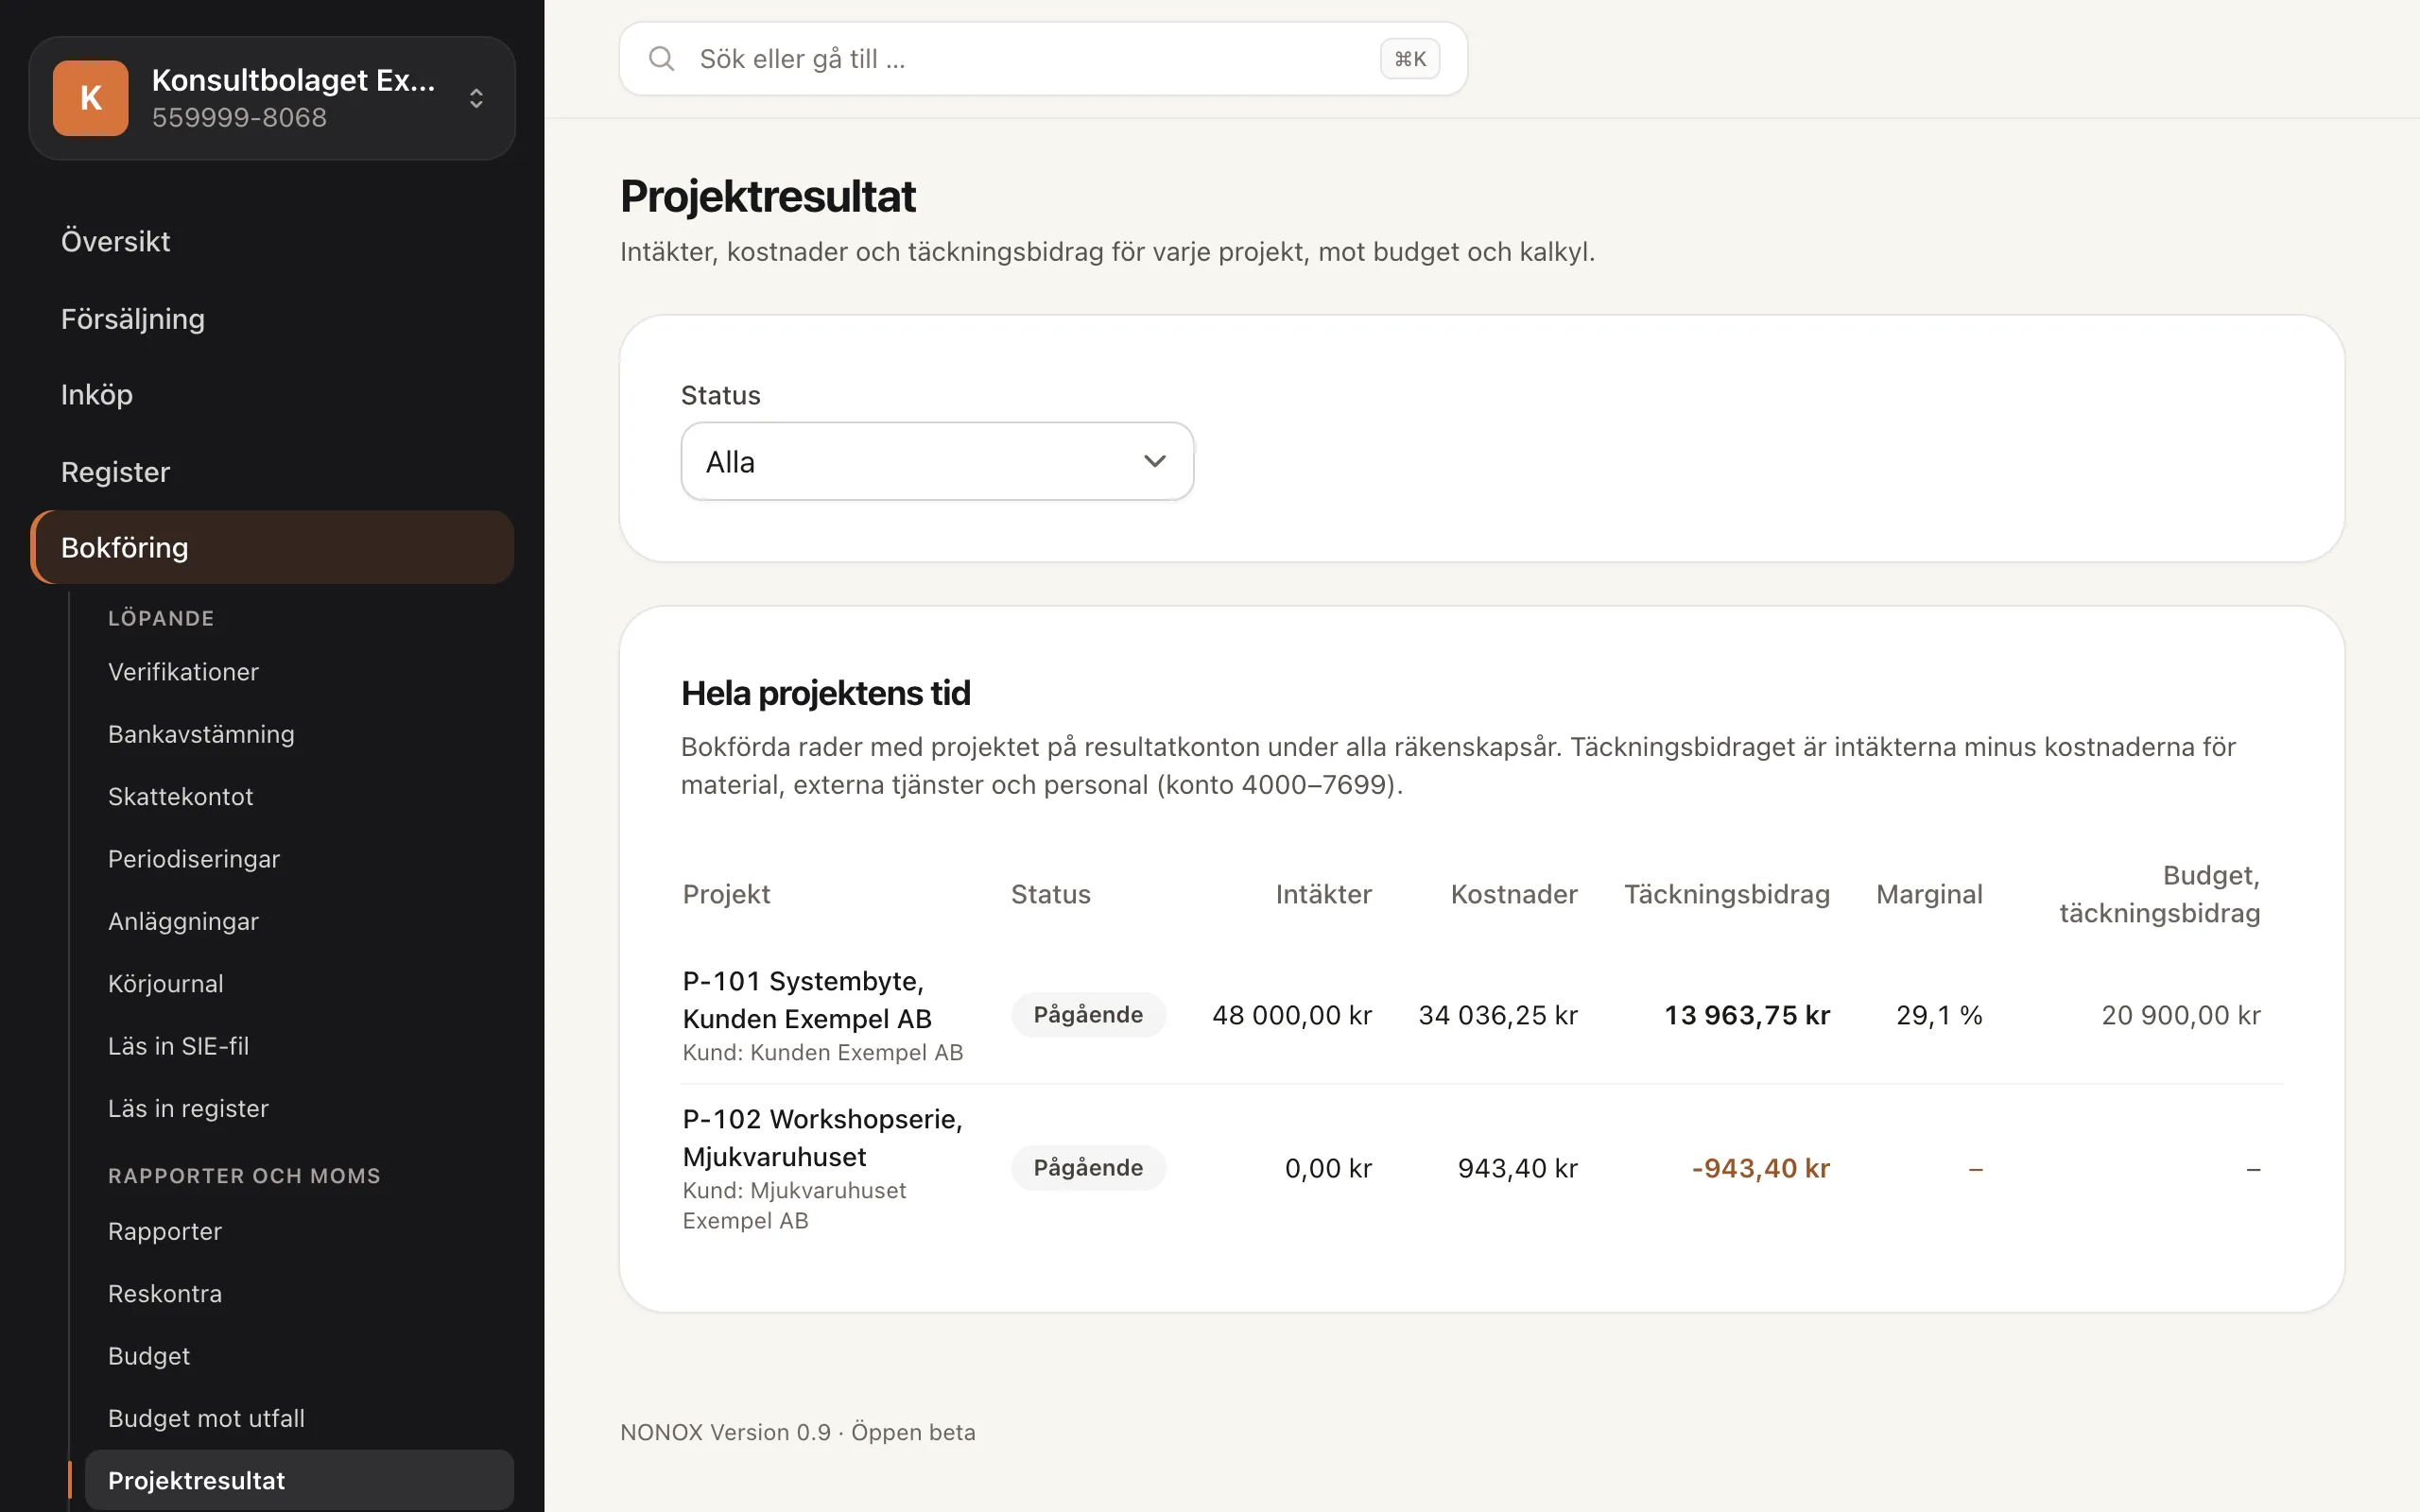 K
Konsultbolaget Ex...
559999-8068
Översikt
Försäljning
Inköp
Register
Bokföring
LÖPANDE
Verifikationer
Bankavstämning
Skattekontot
Periodiseringar
Anläggningar
Körjournal
Läs in SIE-fil
Läs in register
RAPPORTER OCH MOMS
Rapporter
Reskontra
Budget
Budget mot utfall
Projektresultat
Sök eller gå till ...
⌘K
Projektresultat
Intäkter, kostnader och täckningsbidrag för varje projekt, mot budget och kalkyl.
Status
Alla
Hela projektens tid
Bokförda rader med projektet på resultatkonton under alla räkenskapsår. Täckningsbidraget är intäkterna minus kostnaderna för
material, externa tjänster och personal (konto 4000–7699).
Projekt Status Intäkter Kostnader Täckningsbidrag Marginal Budget,
täckningsbidrag
P-101 Systembyte,
Kunden Exempel AB
Kund: Kunden Exempel AB
Pågående 48 000,00 kr 34 036,25 kr 13 963,75 kr 29,1 % 20 900,00 kr
P-102 Workshopserie,
Mjukvaruhuset
Kund: Mjukvaruhuset
Exempel AB
Pågående 0,00 kr 943,40 kr -943,40 kr – –
NONOX Version 0.9 · Öppen beta